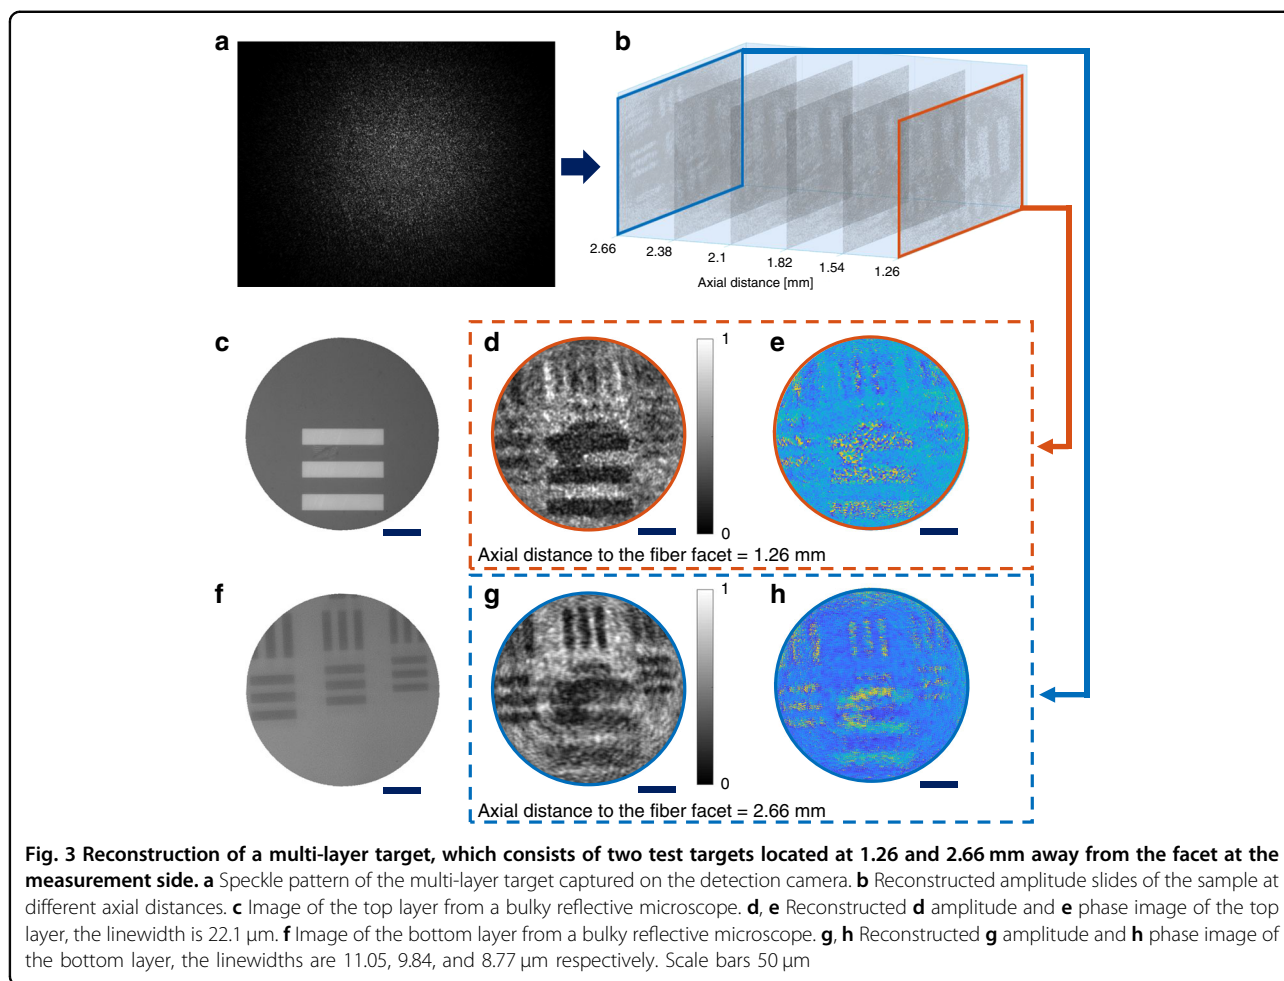 a
b
2.66
2.38
2.1
1.82
1.54
1.26
Axial distance [mm]
c
d
1
0
e
Axial distance to the fiber facet = 1.26 mm
f
g
1
0
h
Axial distance to the fiber facet = 2.66 mm
Fig. 3 Reconstruction of a multi-layer target, which consists of two test targets located at 1.26 and 2.66 mm away from the facet at the
measurement side. a Speckle pattern of the multi-layer target captured on the detection camera. b Reconstructed amplitude slides of the sample at
different axial distances. c Image of the top layer from a bulky reflective microscope. d, e Reconstructed d amplitude and e phase image of the top
layer, the linewidth is 22.1 μm. f Image of the bottom layer from a bulky reflective microscope. g, h Reconstructed g amplitude and h phase image of
the bottom layer, the linewidths are 11.05, 9.84, and 8.77 μm respectively. Scale bars 50 μm